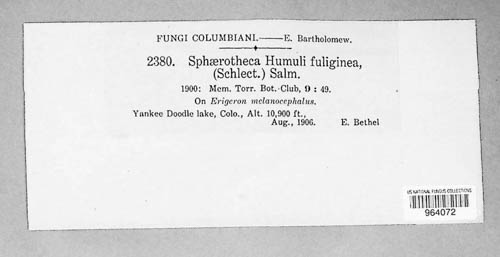 FUNGI COLUMBIANI.——E. Bartholomew.
2380. Sphærotheca Humuli fuliginea,
(Schlect.) Salm.
1900: Mem. Torr. Bot. Club, 9 : 49.
On Erigeron melanocephalus.
Yankee Doodle lake, Colo., Alt. 10,900 ft.,
Aug., 1906. E. Bethel
US NATIONAL FUNGUS COLLECTIONS
964072